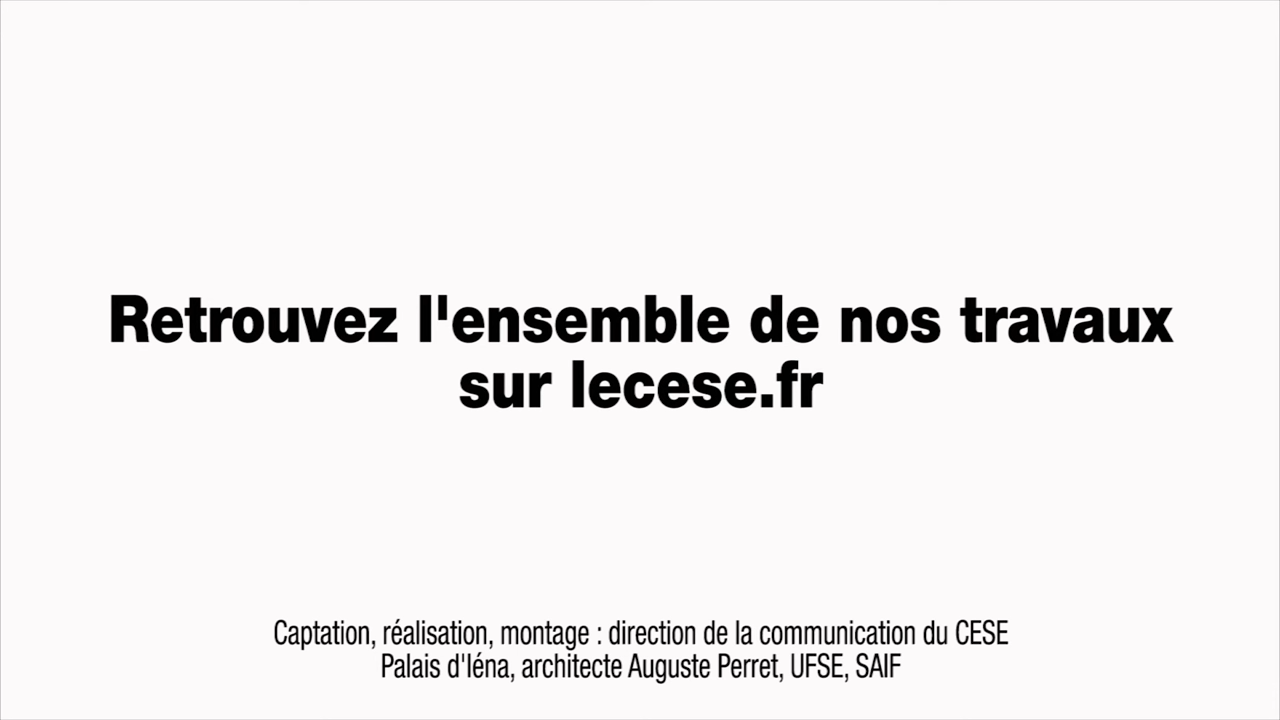 Retrouvez l'ensemble de nos travaux
sur lecese.fr
Captation, réalisation, montage : direction de la communication du CESE
Palais d'Iéna, architecte Auguste Perret, UFSE, SAIF